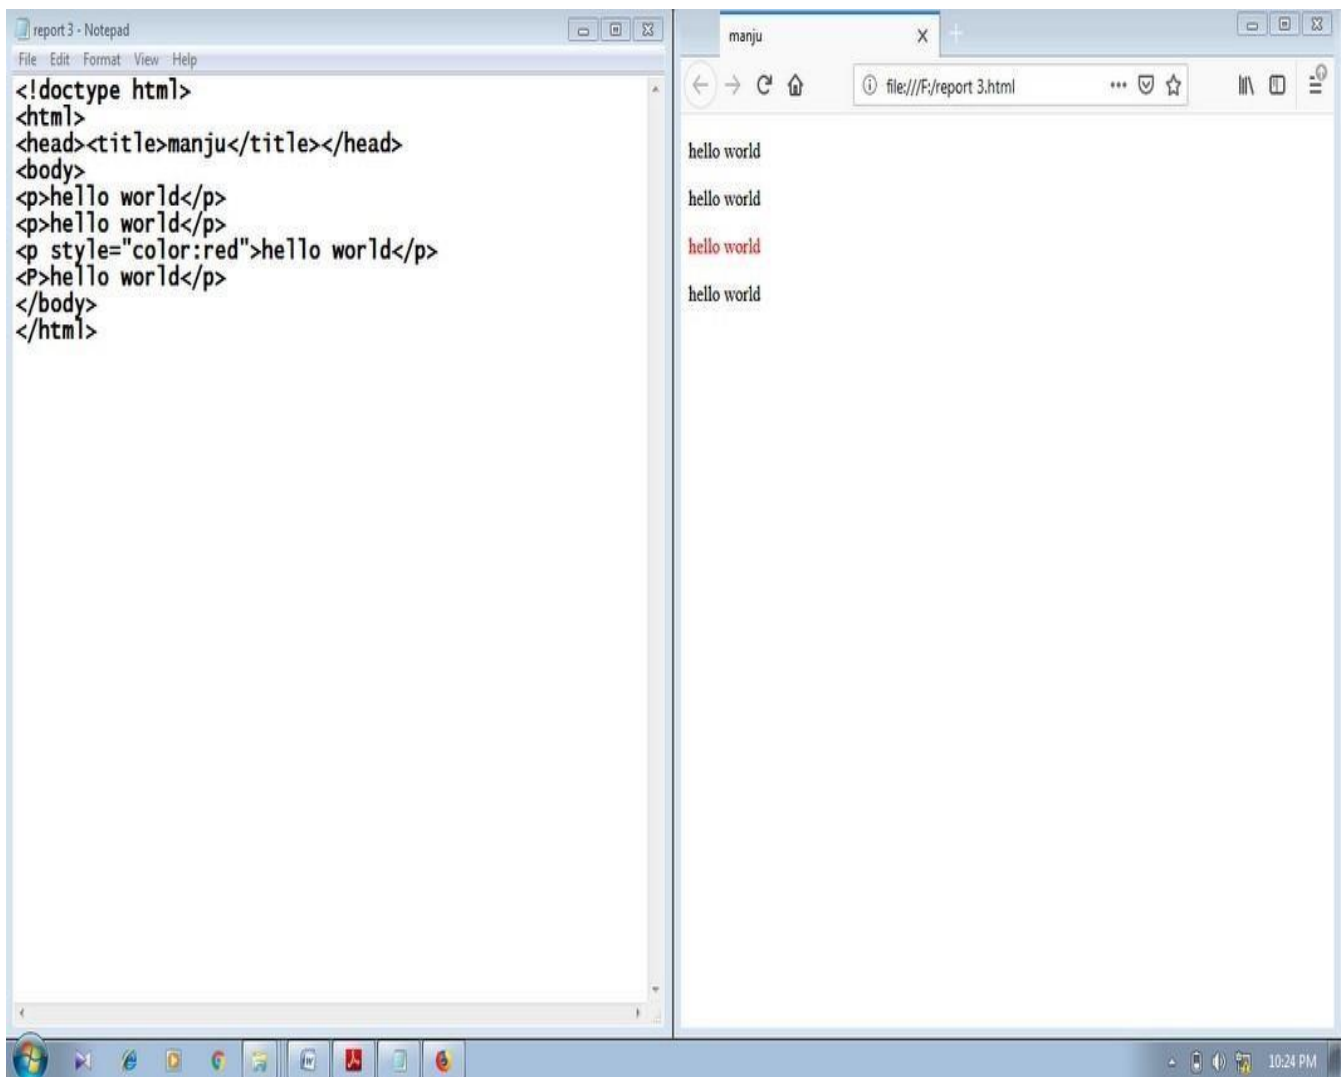 report 3 - Notepad
File Edit Format View Help
<!doctype html>
<html>
<head><title>manju</title></head>
<body>
<p>hello world</p>
<p>hello world</p>
<p style="color:red">hello world</p>
<P>hello world</p>
</body>
</html>
manju
file:///F:/report 3.html
hello world
hello world
hello world
hello world
10:24 PM